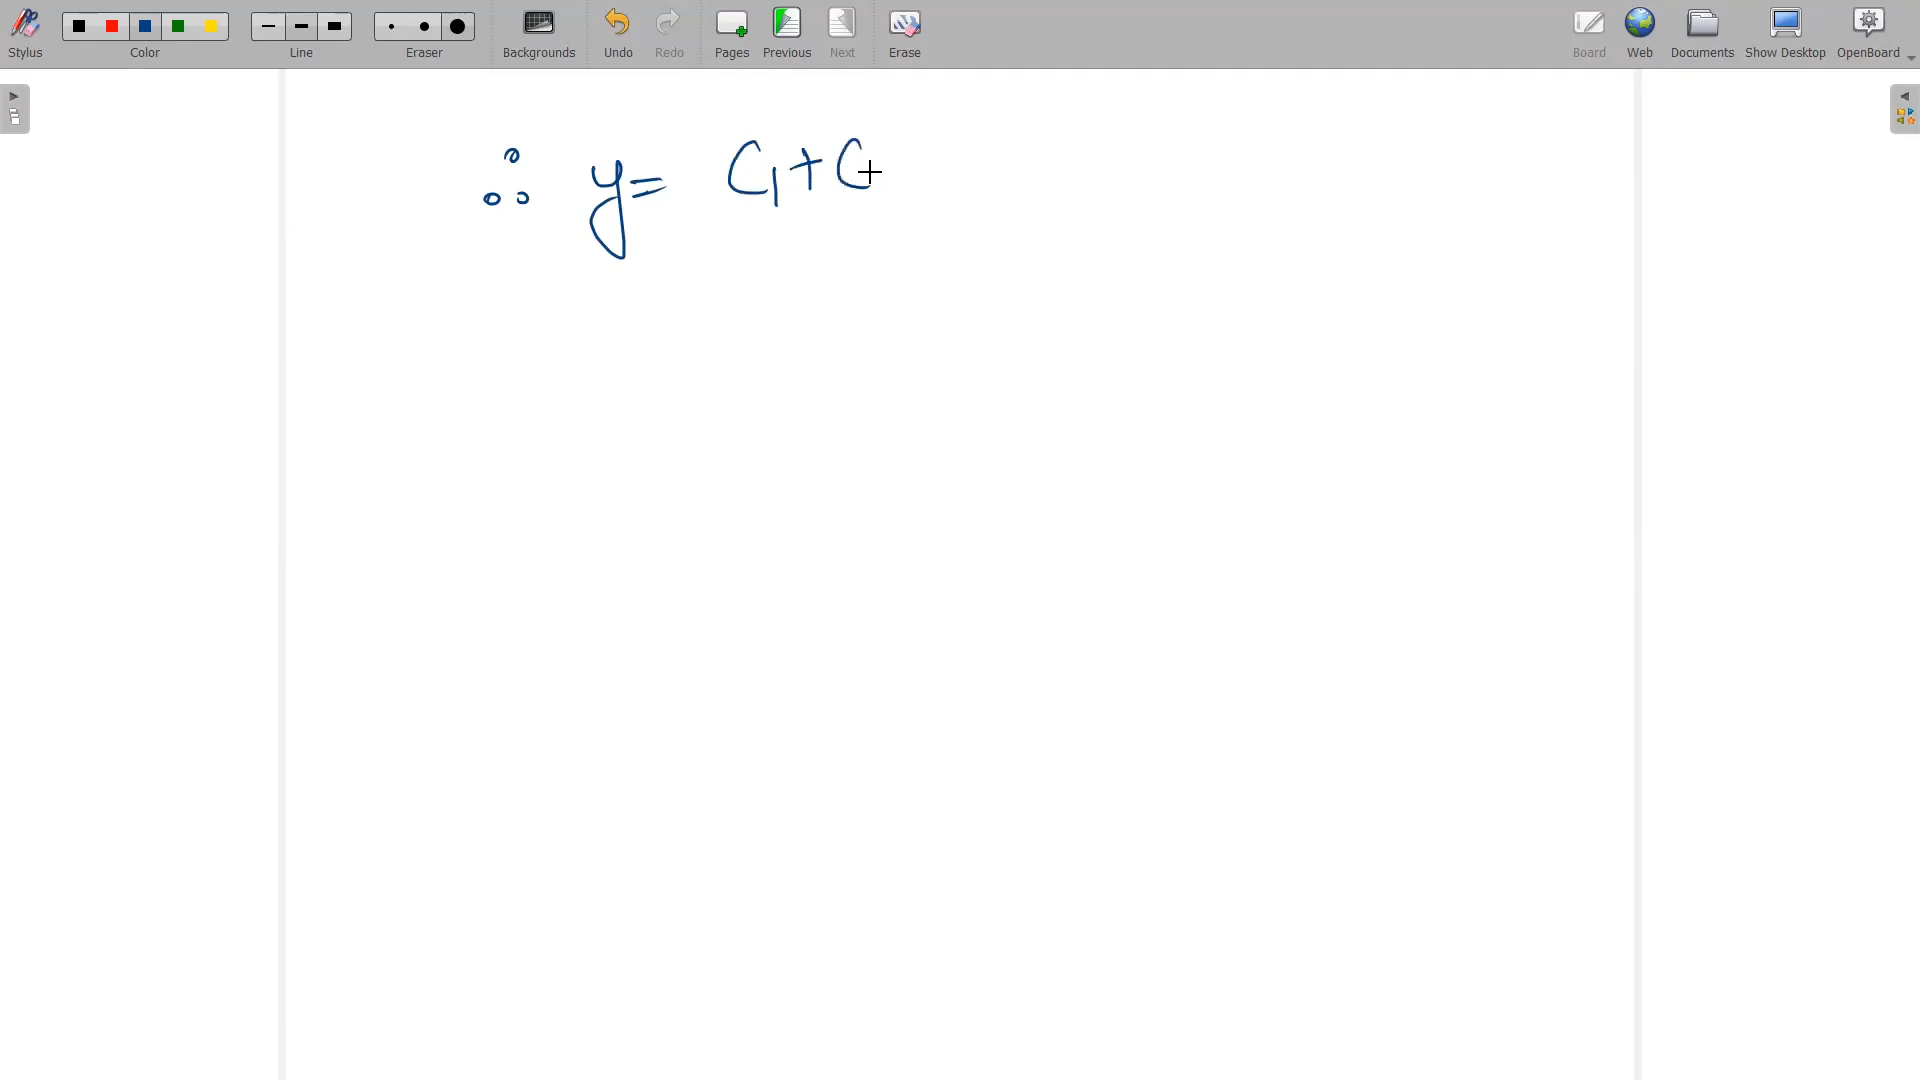 Stylus Color Line Eraser Backgrounds Undo Redo Pages Previous Next Erase Board Web Documents Show Desktop OpenBoard
∴ y= C₁+C